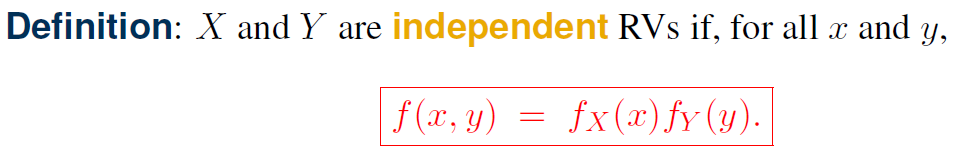 Definition: X and Y are independent RVs if, for all x and y,
f(x, y) = f_X(x) f_Y(y).